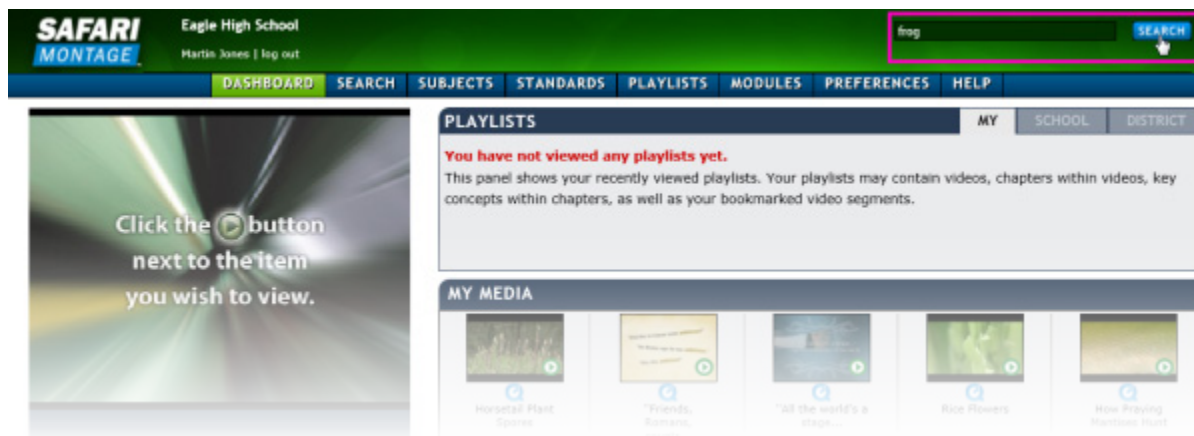 SAFARI
MONTAGE
Eagle High School
Martin Jones | log out
frog
SEARCH
DASHBOARD SEARCH SUBJECTS STANDARDS PLAYLISTS MODULES PREFERENCES HELP
Click the button
next to the item
you wish to view.
PLAYLISTS
MY SCHOOL DISTRICT
You have not viewed any playlists yet.
This panel shows your recently viewed playlists. Your playlists may contain videos, chapters within videos, key
concepts within chapters, as well as your bookmarked video segments.
MY MEDIA
Horsetail Plant
Spores
"Friends,
Romans,
"All the world's a
stage...
Rice Flowers
How Praying
Mantises Hunt